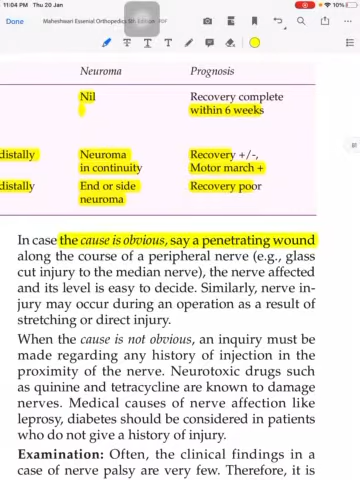 11:04 PM Thu 20 Jan
10%
Done
Maheshwari Essential Orthopedics 5th Edition PDF
Neuroma Prognosis
Nil Recovery complete
within 6 weeks
distally Neuroma Recovery +/-,
in continuity Motor march +
distally End or side Recovery poor
neuroma
In case the cause is obvious, say a penetrating wound
along the course of a peripheral nerve (e.g., glass
cut injury to the median nerve), the nerve affected
and its level is easy to decide. Similarly, nerve in-
jury may occur during an operation as a result of
stretching or direct injury.
When the cause is not obvious, an inquiry must be
made regarding any history of injection in the
proximity of the nerve. Neurotoxic drugs such
as quinine and tetracycline are known to damage
nerves. Medical causes of nerve affection like
leprosy, diabetes should be considered in patients
who do not give a history of injury.
Examination: Often, the clinical findings in a
case of nerve palsy are very few. Therefore, it is